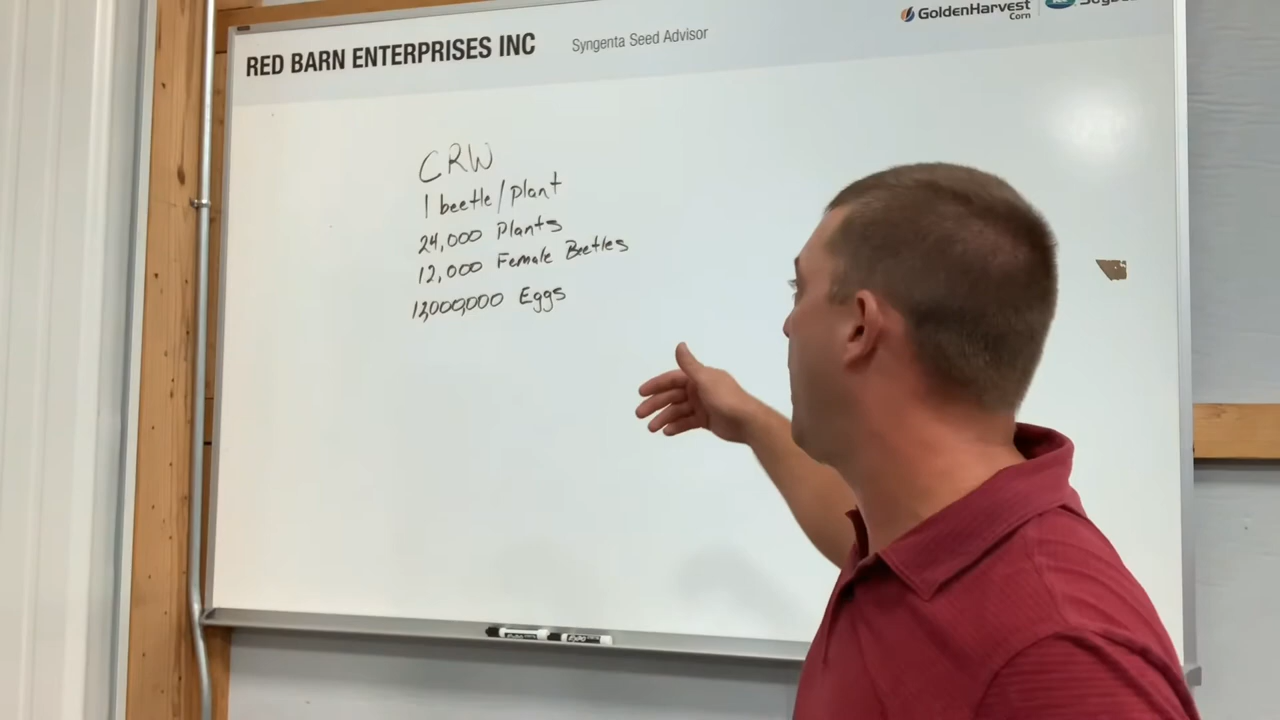 RED BARN ENTERPRISES INC
Syngenta Seed Advisor
GoldenHarvest
Corn
CRW
1 beetle/plant
24,000 Plants
12,000 Female Beetles
12,000,000 Eggs